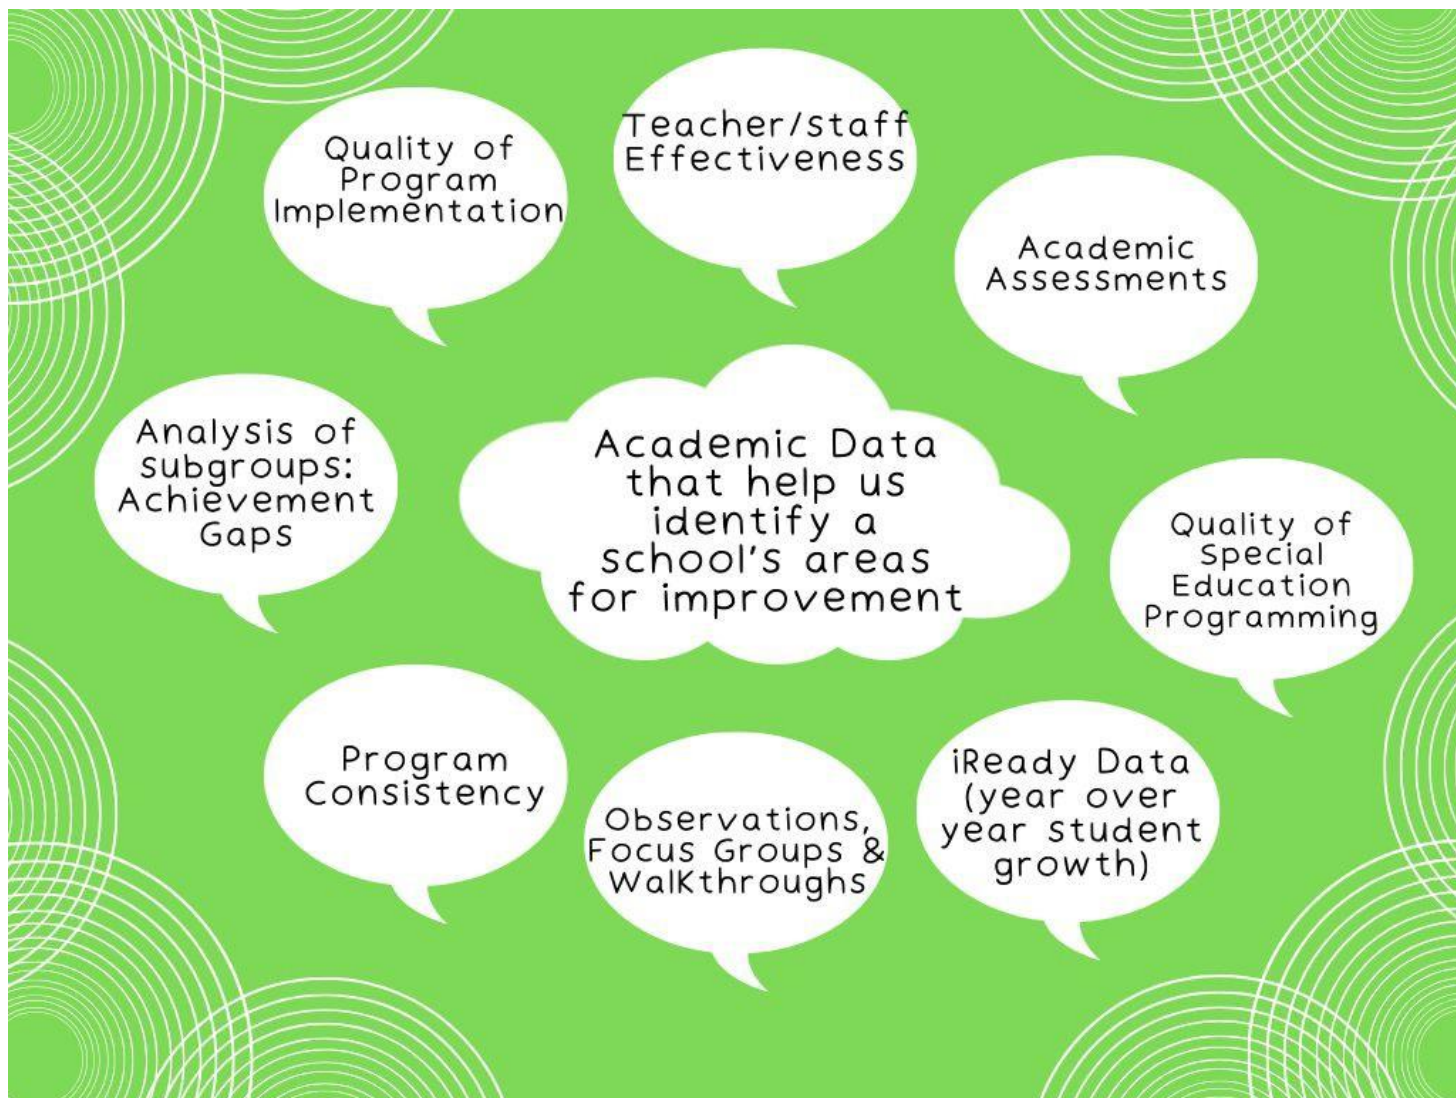 Quality of
Program
Implementation
Teacher/staff
Effectiveness
Academic
Assessments
Analysis of
subgroups:
Achievement
Gaps
Academic Data
that help us
identify a
school's areas
for improvement
Quality of
Special
Education
Programming
Program
Consistency
Observations,
Focus Groups &
Walkthroughs
iReady Data
(year over
year student
growth)